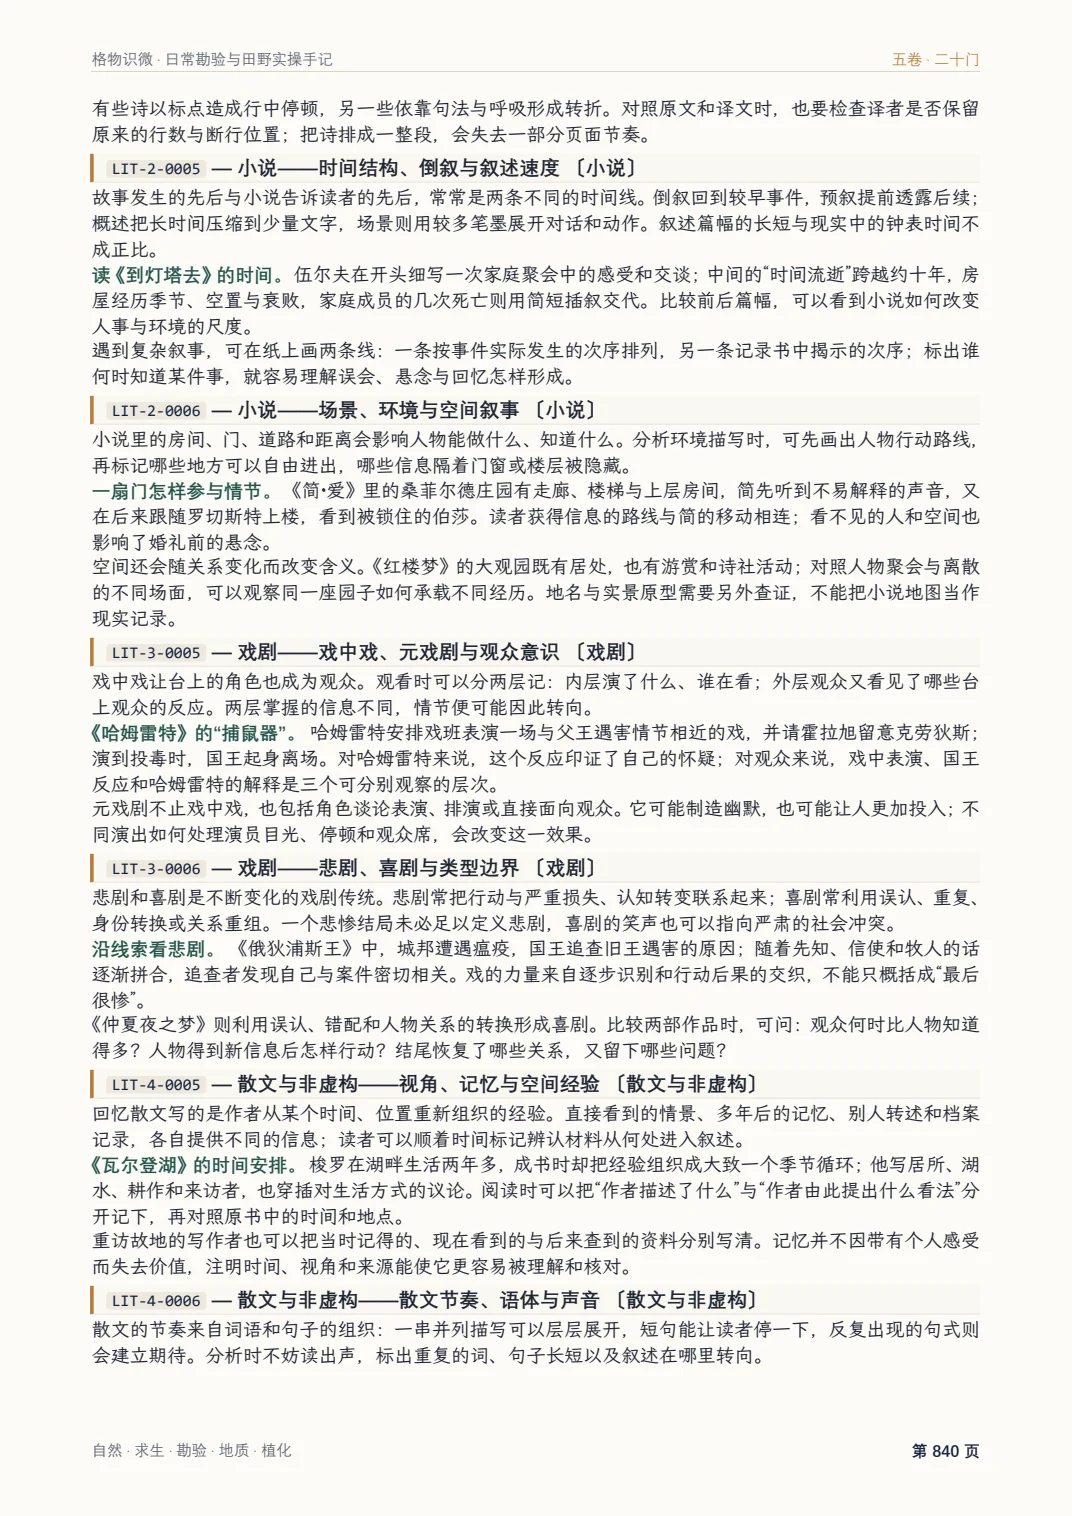 格物识微 · 日常勘验与田野实操手记
五卷 · 二十门
有些诗以标点造成行中停顿，另一些依靠句法与呼吸形成转折。对照原文和译文时，也要检查译者是否保留
原来的行数与断行位置；把诗排成一整段，会失去一部分页面节奏。
LIT-2-0005 — 小说——时间结构、倒叙与叙述速度 〔小说〕
故事发生的先后与小说告诉读者的先后，常常是两条不同的时间线。倒叙回到较早事件，预叙提前透露后续；
概述把长时间压缩到少量文字，场景则用较多笔墨展开对话和动作。叙述篇幅的长短与现实中的钟表时间不
成正比。
读《到灯塔去》的时间。 伍尔夫在开头细写一次家庭聚会中的感受和交谈；中间的“时间流逝”跨越约十年，房
屋经历季节、空置与衰败，家庭成员的几次死亡则用简短插叙交代。比较前后篇幅，可以看到小说如何改变
人事与环境的尺度。
遇到复杂叙事，可在纸上画两条线：一条按事件实际发生的次序排列，另一条记录书中揭示的次序；标出谁
何时知道某件事，就容易理解误会、悬念与回忆怎样形成。
LIT-2-0006 — 小说——场景、环境与空间叙事 〔小说〕
小说里的房间、门、道路和距离会影响人物能做什么、知道什么。分析环境描写时，可先画出人物行动路线，
再标记哪些地方可以自由进出，哪些信息隔着门窗或楼层被隐藏。
一扇门怎样参与情节。 《简·爱》里的桑菲尔德庄园有走廊、楼梯与上层房间，简先听到不易解释的声音，又
在后来跟随罗切斯特上楼，看到被锁住的伯莎。读者获得信息的路线与简的移动相连；看不见的人和空间也
影响了婚礼前的悬念。
空间还会随关系变化而改变含义。《红楼梦》的大观园既有居处，也有游赏和诗社活动；对照人物聚会与离散
的不同场面，可以观察同一座园子如何承载不同经历。地名与实景原型需要另外查证，不能把小说地图当作
现实记录。
LIT-3-0005 — 戏剧——戏中戏、元戏剧与观众意识 〔戏剧〕
戏中戏让台上的角色也成为观众。观看时可以分两层记：内层演了什么、谁在看；外层观众又看见了哪些台
上观众的反应。两层掌握的信息不同，情节便可能因此转向。
《哈姆雷特》的“捕鼠器”。 哈姆雷特安排戏班表演一场与父王遇害情节相近的戏，并请霍拉旭留意克劳狄斯；
演到投毒时，国王起身离场。对哈姆雷特来说，这个反应印证了自己的怀疑；对观众来说，戏中表演、国王
反应和哈姆雷特的解释是三个可分别观察的层次。
元戏剧不止戏中戏，也包括角色谈论表演、排演或直接面向观众。它可能制造幽默，也可能让人更加投入；不
同演出如何处理演员目光、停顿和观众席，会改变这一效果。
LIT-3-0006 — 戏剧——悲剧、喜剧与类型边界 〔戏剧〕
悲剧和喜剧是不断变化的戏剧传统。悲剧常把行动与严重损失、认知转变联系起来；喜剧常利用误认、重复、
身份转换或关系重组。一个悲惨结局未必足以定义悲剧，喜剧的笑声也可以指向严肃的社会冲突。
沿线索看悲剧。 《俄狄浦斯王》中，城邦遭遇瘟疫，国王追查旧王遇害的原因；随着先知、信使和牧人的话
逐渐拼合，追查者发现自己与案件密切相关。戏的力量来自逐步识别和行动后果的交织，不能只概括成“最后
很惨”。
《仲夏夜之梦》则利用误认、错配和人物关系的转换形成喜剧。比较两部作品时，可问：观众何时比人物知道
得多？人物得到新信息后怎样行动？结尾恢复了哪些关系，又留下哪些问题？
LIT-4-0005 — 散文与非虚构——视角、记忆与空间经验 〔散文与非虚构〕
回忆散文写的是作者从某个时间、位置重新组织的经验。直接看到的情景、多年后的记忆、别人转述和档案
记录，各自提供不同的信息；读者可以顺着时间标记辨认材料从何处进入叙述。
《瓦尔登湖》的时间安排。 梭罗在湖畔生活两年多，成书时却把经验组织成大致一个季节循环；他写居所、湖
水、耕作和来访者，也穿插对生活方式的议论。阅读时可以把“作者描述了什么”与“作者由此提出什么看法”分
开记下，再对照原书中的时间和地点。
重访故地的写作者也可以把当时记得的、现在看到的与后来查到的资料分别写清。记忆并不因带有个人感受
而失去价值，注明时间、视角和来源能使它更容易被理解和核对。
LIT-4-0006 — 散文与非虚构——散文节奏、语体与声音 〔散文与非虚构〕
散文的节奏来自词语和句子的组织：一串并列描写可以层层展开，短句能让读者停一下，反复出现的句式则
会建立期待。分析时不妨读出声，标出重复的词、句子长短以及叙述在哪里转向。
自然 · 求生 · 勘验 · 地质 · 植化
第 840 页